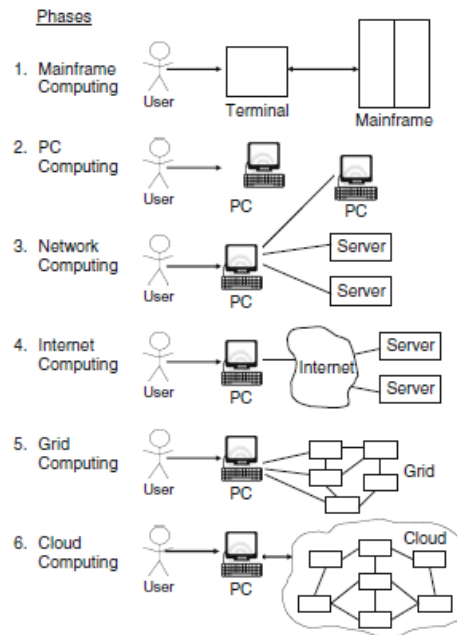 Phases
1. Mainframe
Computing
User
Terminal
Mainframe
2. PC
Computing
User
PC
PC
3. Network
Computing
User
PC
Server
Server
4. Internet
Computing
User
PC
Internet
Server
Server
5. Grid
Computing
User
PC
Grid
6. Cloud
Computing
User
PC
Cloud